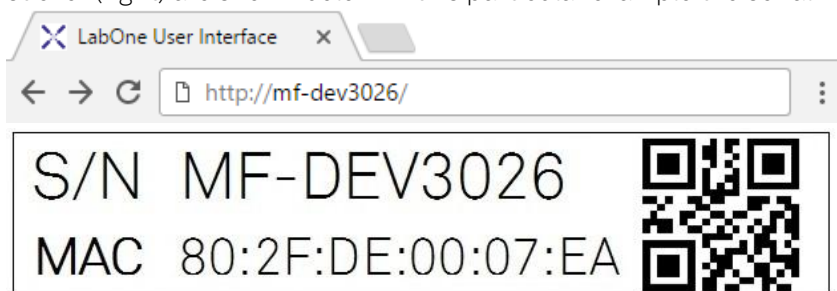 LabOne User Interface
http://mf-dev3026/
S/N MF-DEV3026
MAC 80:2F:DE:00:07:EA